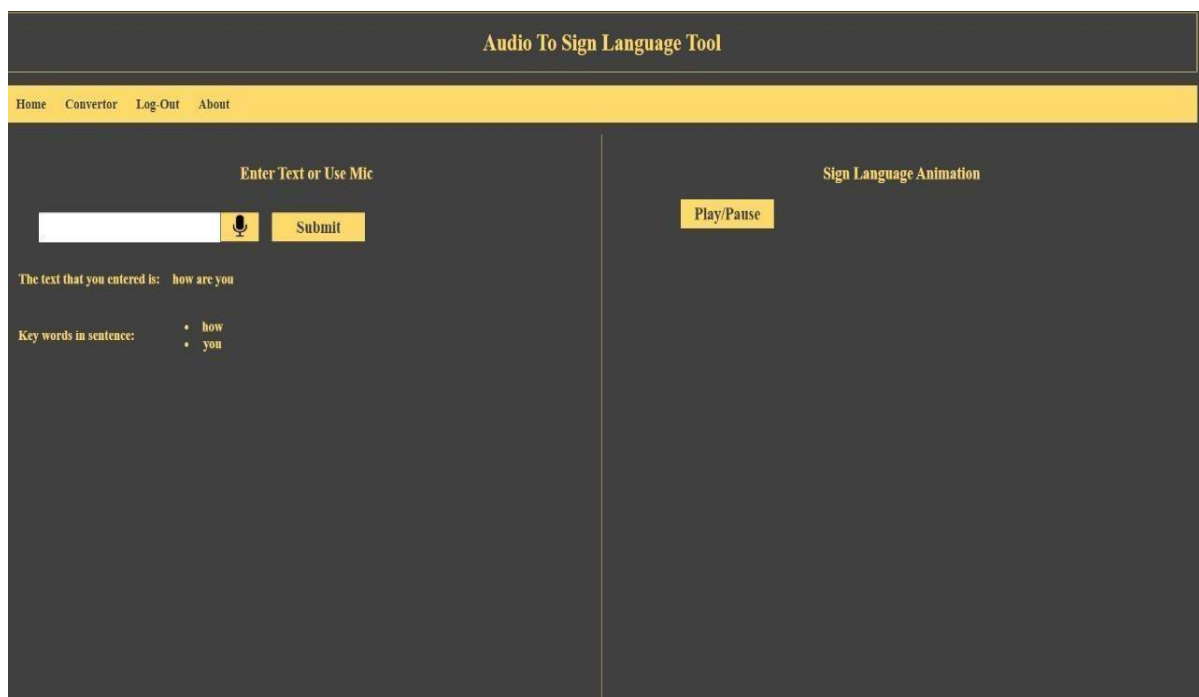 Audio To Sign Language Tool
Home Convertor Log-Out About
Enter Text or Use Mic
Submit
The text that you entered is: how are you
Key words in sentence:
• how
• you
Sign Language Animation
Play/Pause